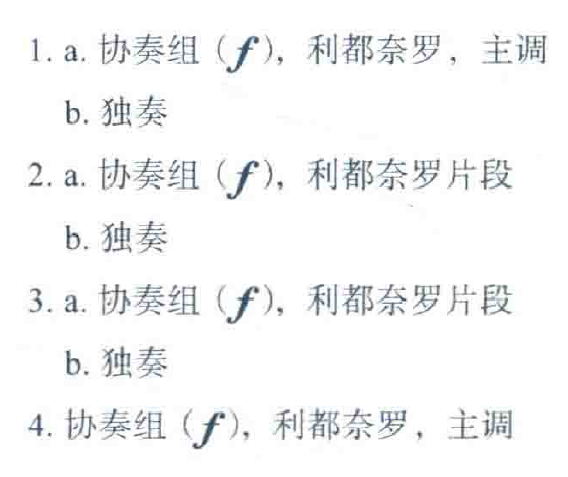 1. a. 协奏组（f），利都奈罗，主调
b. 独奏
2. a. 协奏组（f），利都奈罗片段
b. 独奏
3. a. 协奏组（f），利都奈罗片段
b. 独奏
4. 协奏组（f），利都奈罗，主调